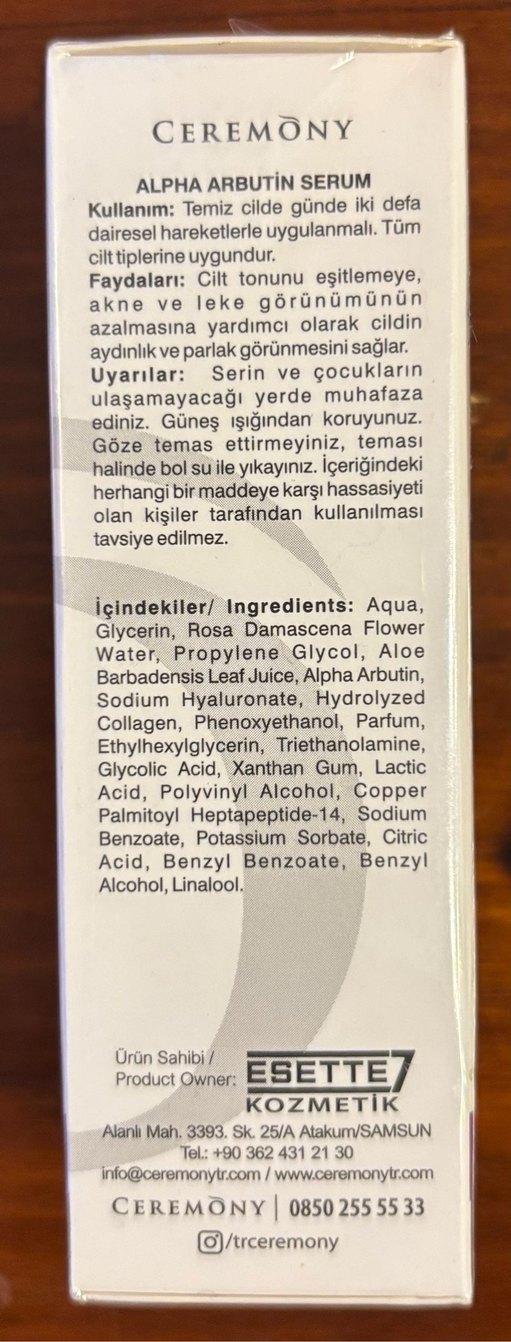 CEREMONY
ALPHA ARBUTİN SERUM
Kullanım: Temiz cilde günde iki defa
dairesel hareketlerle uygulanmalı. Tüm
cilt tiplerine uygundur.
Faydaları: Cilt tonunu eşitlemeye,
akne ve leke görünümünün
azalmasına yardımcı olarak cildin
aydınlık ve parlak görünmesini sağlar.
Uyarılar: Serin ve çocukların
ulaşamayacağı yerde muhafaza
ediniz. Güneş ışığından koruyunuz.
Göze temas ettirmeyiniz, teması
halinde bol su ile yıkayınız. İçeriğindeki
herhangi bir maddeye karşı hassasiyeti
olan kişiler tarafından kullanılması
tavsiye edilmez.
İçindekiler/ Ingredients: Aqua,
Glycerin, Rosa Damascena Flower
Water, Propylene Glycol, Aloe
Barbadensis Leaf Juice, Alpha Arbutin,
Sodium Hyaluronate, Hydrolyzed
Collagen, Phenoxyethanol, Parfum,
Ethylhexylglycerin, Triethanolamine,
Glycolic Acid, Xanthan Gum, Lactic
Acid, Polyvinyl Alcohol, Copper
Palmitoyl Heptapeptide-14, Sodium
Benzoate, Potassium Sorbate, Citric
Acid, Benzyl Benzoate, Benzyl
Alcohol, Linalool.
Ürün Sahibi /
Product Owner: ESETTE7
KOZMETİK
Alanlı Mah. 3393. Sk. 25/A Atakum/SAMSUN
Tel.: +90 362 431 21 30
info@ceremonytr.com / www.ceremonytr.com
CEREMONY | 0850 255 55 33
/trceremony